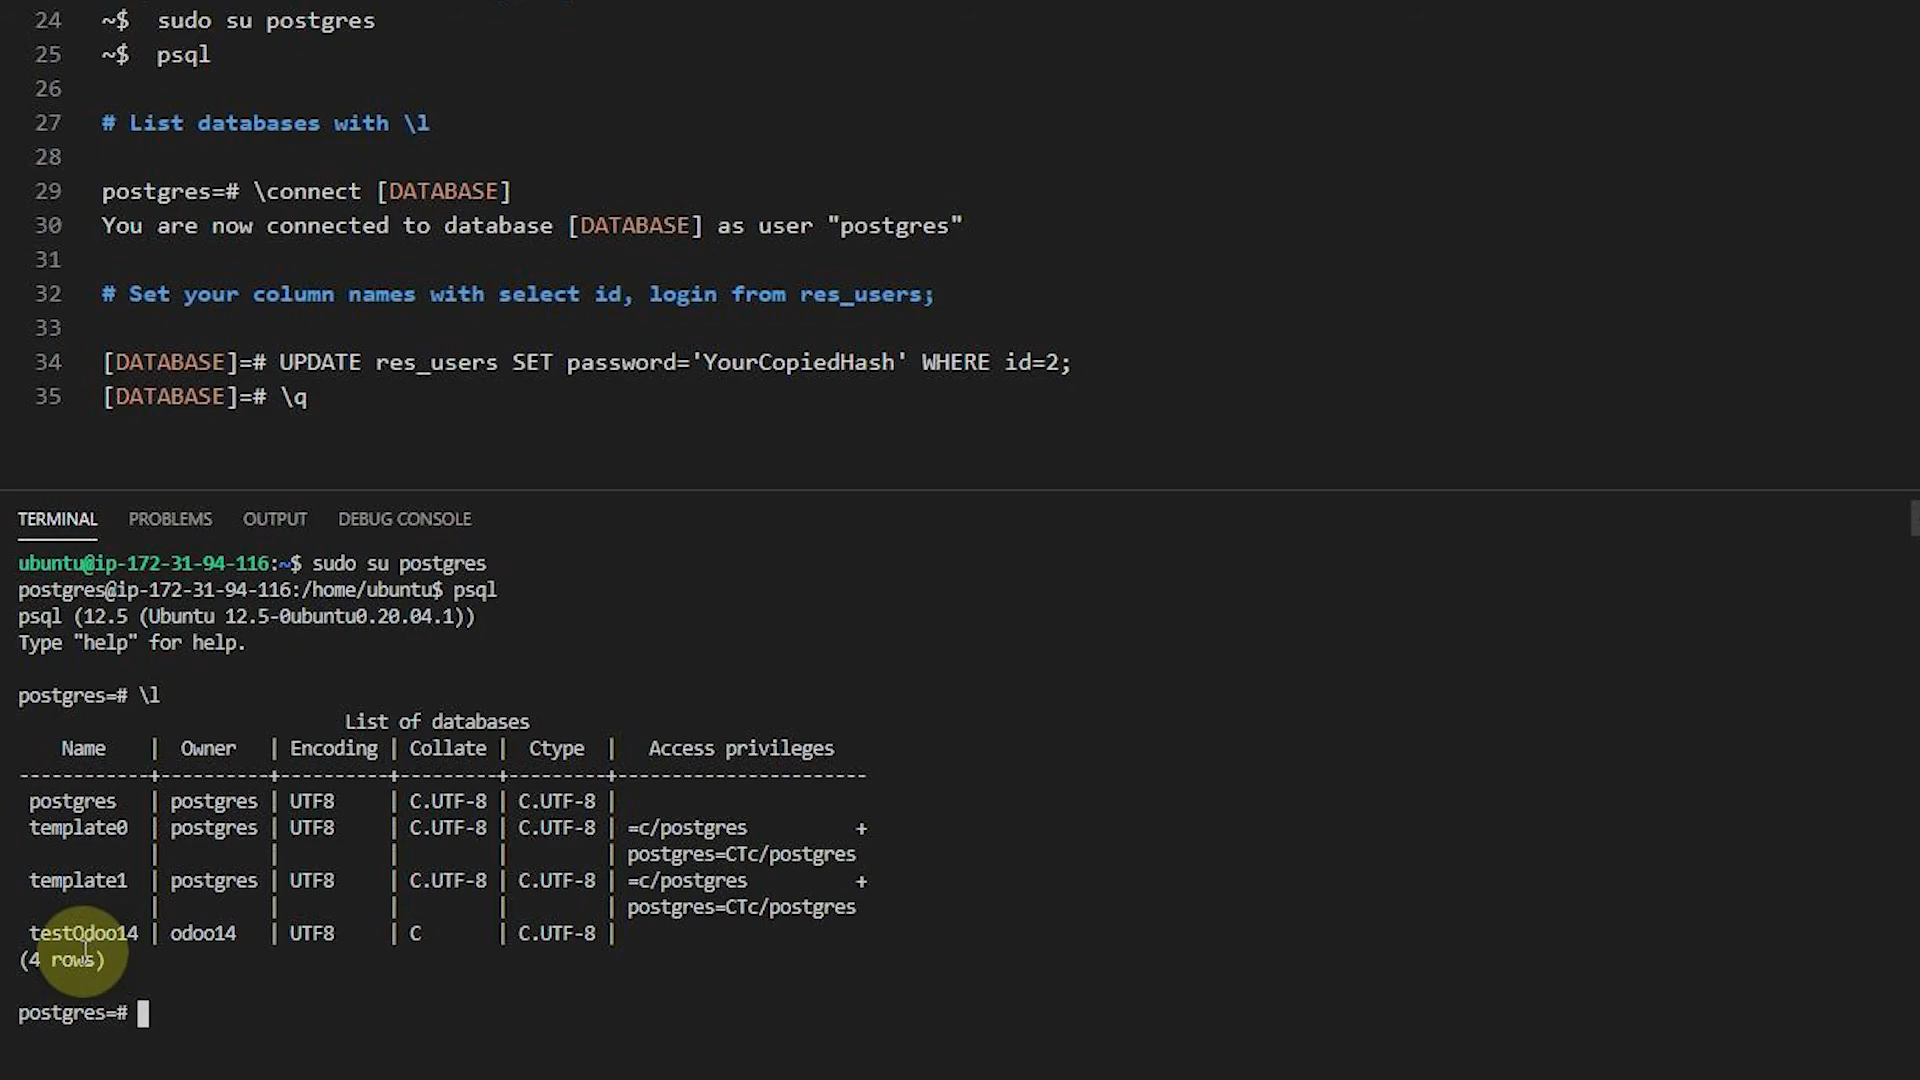 24 ~$ sudo su postgres
25 ~$ psql
26
27 # List databases with \l
28
29 postgres=# \connect [DATABASE]
30 You are now connected to database [DATABASE] as user "postgres"
31
32 # Set your column names with select id, login from res_users;
33
34 [DATABASE]=# UPDATE res_users SET password='YourCopiedHash' WHERE id=2;
35 [DATABASE]=# \q
TERMINAL PROBLEMS OUTPUT DEBUG CONSOLE
ubuntu@ip-172-31-94-116:~$ sudo su postgres
postgres@ip-172-31-94-116:/home/ubuntu$ psql
psql (12.5 (Ubuntu 12.5-0ubuntu0.20.04.1))
Type "help" for help.
postgres=# \l
List of databases
Name | Owner | Encoding | Collate | Ctype | Access privileges
------------+----------+----------+---------+---------+-----------------------
postgres | postgres | UTF8 | C.UTF-8 | C.UTF-8 |
template0 | postgres | UTF8 | C.UTF-8 | C.UTF-8 | =c/postgres +
| | | | | postgres=CTc/postgres
template1 | postgres | UTF8 | C.UTF-8 | C.UTF-8 | =c/postgres +
| | | | | postgres=CTc/postgres
testOdoo14 | odoo14 | UTF8 | C | C.UTF-8 |
(4 rows)
postgres=#